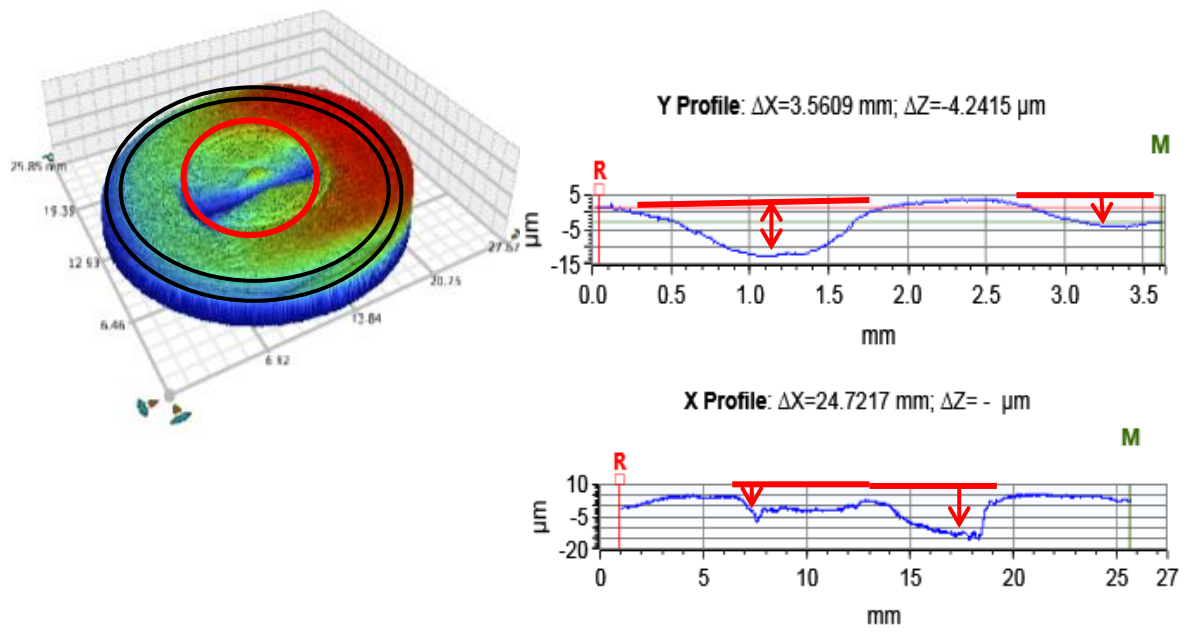 25.85 mm
19.39
12.93
6.46
6.92
13.84
20.75
27.67
Y Profile: ΔX=3.5609 mm; ΔZ=-4.2415 µm
M
R
5
-5
-15
µm
0.0 0.5 1.0 1.5 2.0 2.5 3.0 3.5
mm
X Profile: ΔX=24.7217 mm; ΔZ= - µm
M
R
10
-5
-20
µm
0 5 10 15 20 25 27
mm